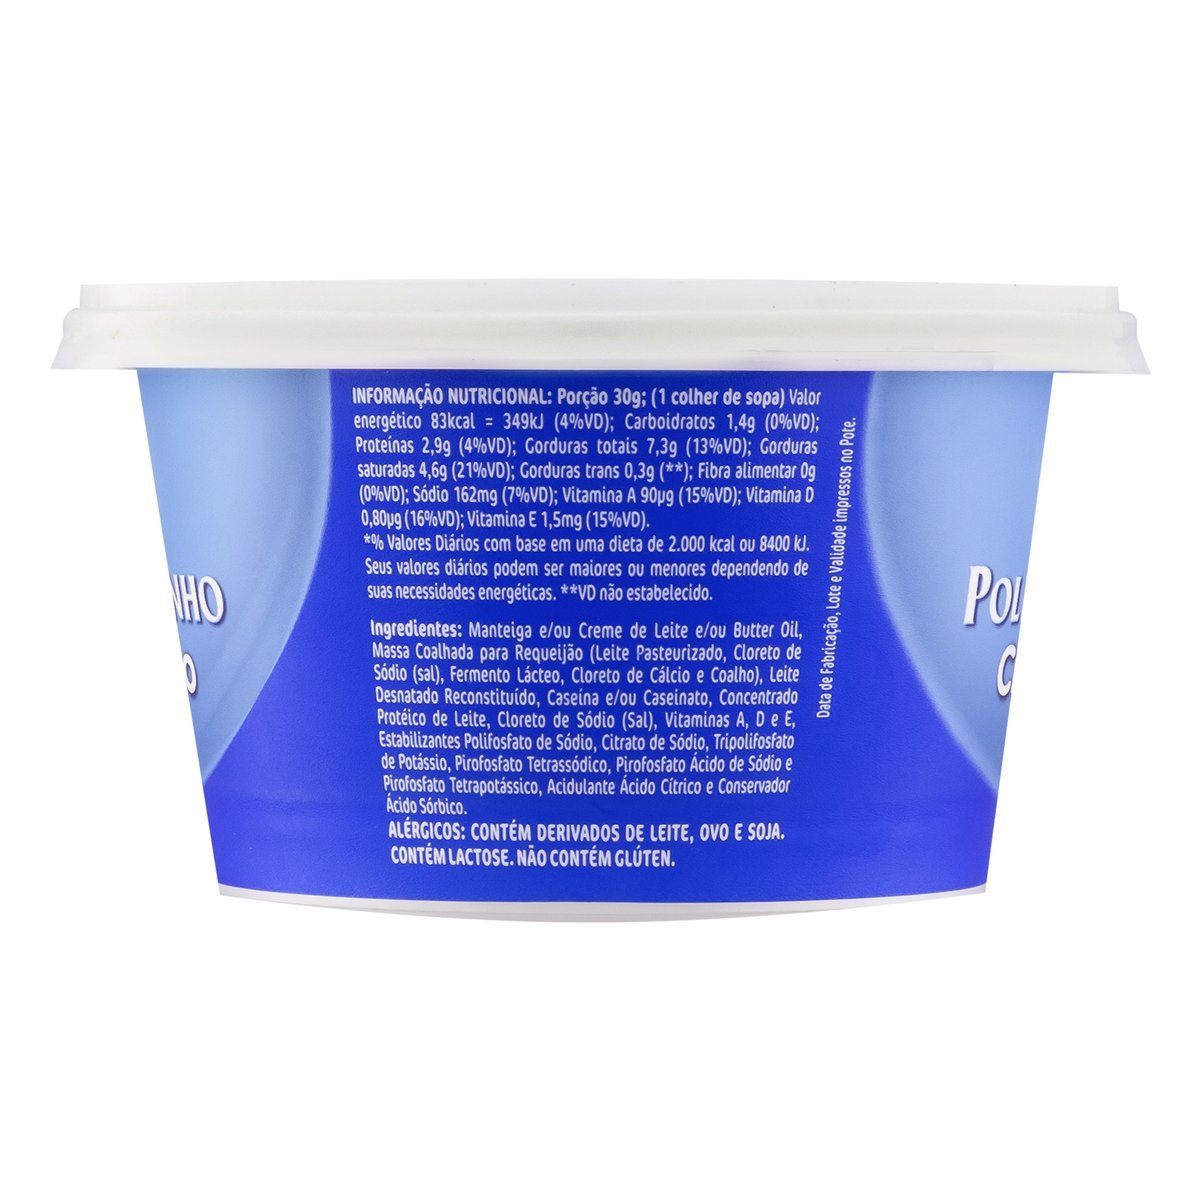 INFORMAÇÃO NUTRICIONAL: Porção 30g; (1 colher de sopa) Valor
energético 83kcal = 349kJ (4%VD); Carboidratos 1,4g (0%VD);
Proteínas 2,9g (4%VD); Gorduras totais 7,3g (13%VD); Gorduras
saturadas 4,6g (21%VD); Gorduras trans 0,3g (**); Fibra alimentar 0g
(0%VD); Sódio 162mg (7%VD); Vitamina A 90µg (15%VD); Vitamina D
0,80µg (16%VD); Vitamina E 1,5mg (15%VD).
*% Valores Diários com base em uma dieta de 2.000 kcal ou 8400 kJ.
Seus valores diários podem ser maiores ou menores dependendo de
suas necessidades energéticas. **VD não estabelecido.
Ingredientes: Manteiga e/ou Creme de Leite e/ou Butter Oil,
Massa Coalhada para Requeijão (Leite Pasteurizado, Cloreto de
Sódio (sal), Fermento Lácteo, Cloreto de Cálcio e Coalho), Leite
Desnatado Reconstituído, Caseína e/ou Caseinato, Concentrado
Protéico de Leite, Cloreto de Sódio (Sal), Vitaminas A, D e E,
Estabilizantes Polifosfato de Sódio, Citrato de Sódio, Tripolifosfato
de Potássio, Pirofosfato Tetrassódico, Pirofosfato Ácido de Sódio e
Pirofosfato Tetrapotássico, Acidulante Ácido Cítrico e Conservador
Ácido Sórbico.
ALÉRGICOS: CONTÉM DERIVADOS DE LEITE, OVO E SOJA.
CONTÉM LACTOSE. NÃO CONTÉM GLÚTEN.
Data de Fabricação, Lote e Validade impressos no Pote.
NHO
O
POL
C